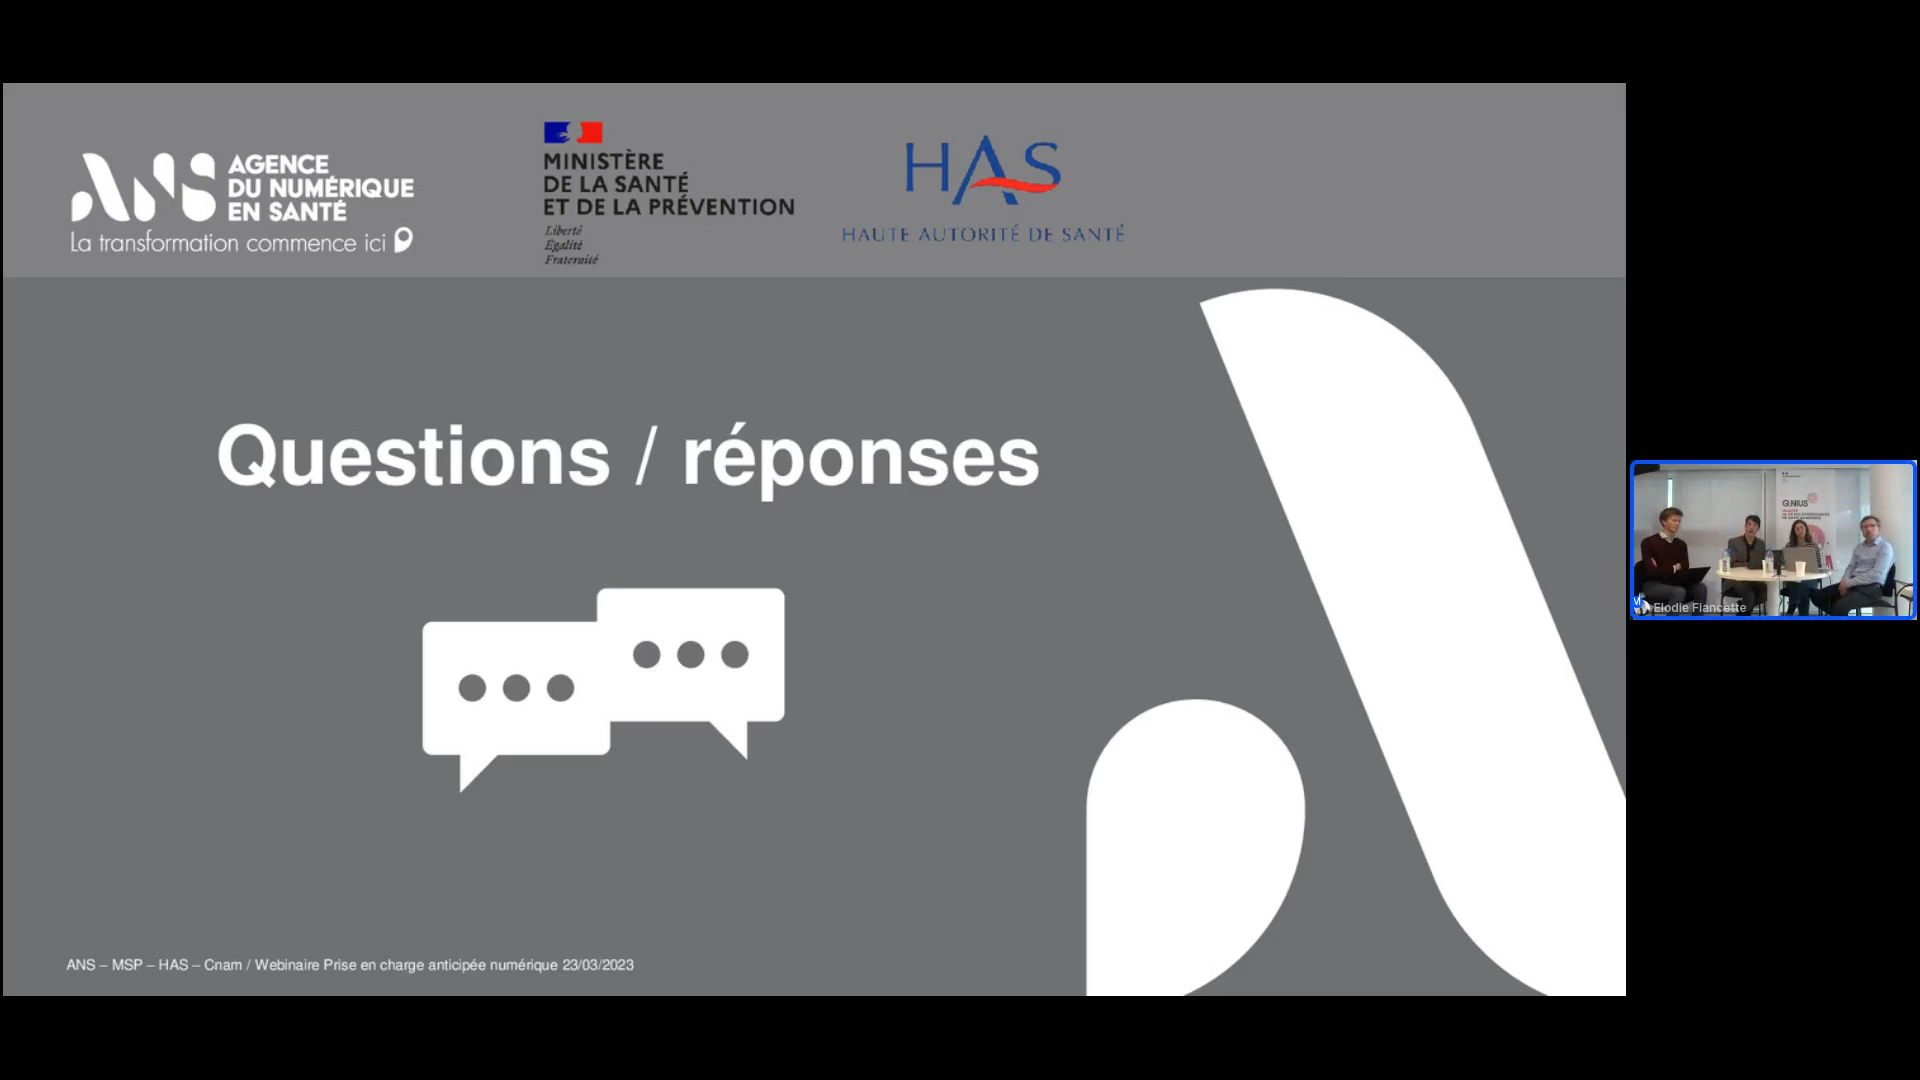 ANS
AGENCE
DU NUMÉRIQUE
EN SANTÉ
La transformation commence ici
MINISTÈRE
DE LA SANTÉ
ET DE LA PRÉVENTION
Liberté
Égalité
Fraternité
HAS
HAUTE AUTORITÉ DE SANTÉ
Questions / réponses
ANS – MSP – HAS – Cnam / Webinaire Prise en charge anticipée numérique 23/03/2023
G_NIUS
Elodie Flancette